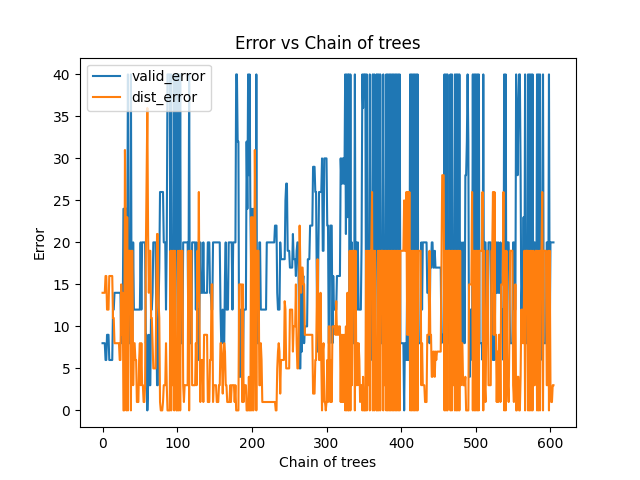 Error vs Chain of trees
valid_error
dist_error
40
35
30
25
20
15
10
5
0
Error
0 100 200 300 400 500 600
Chain of trees